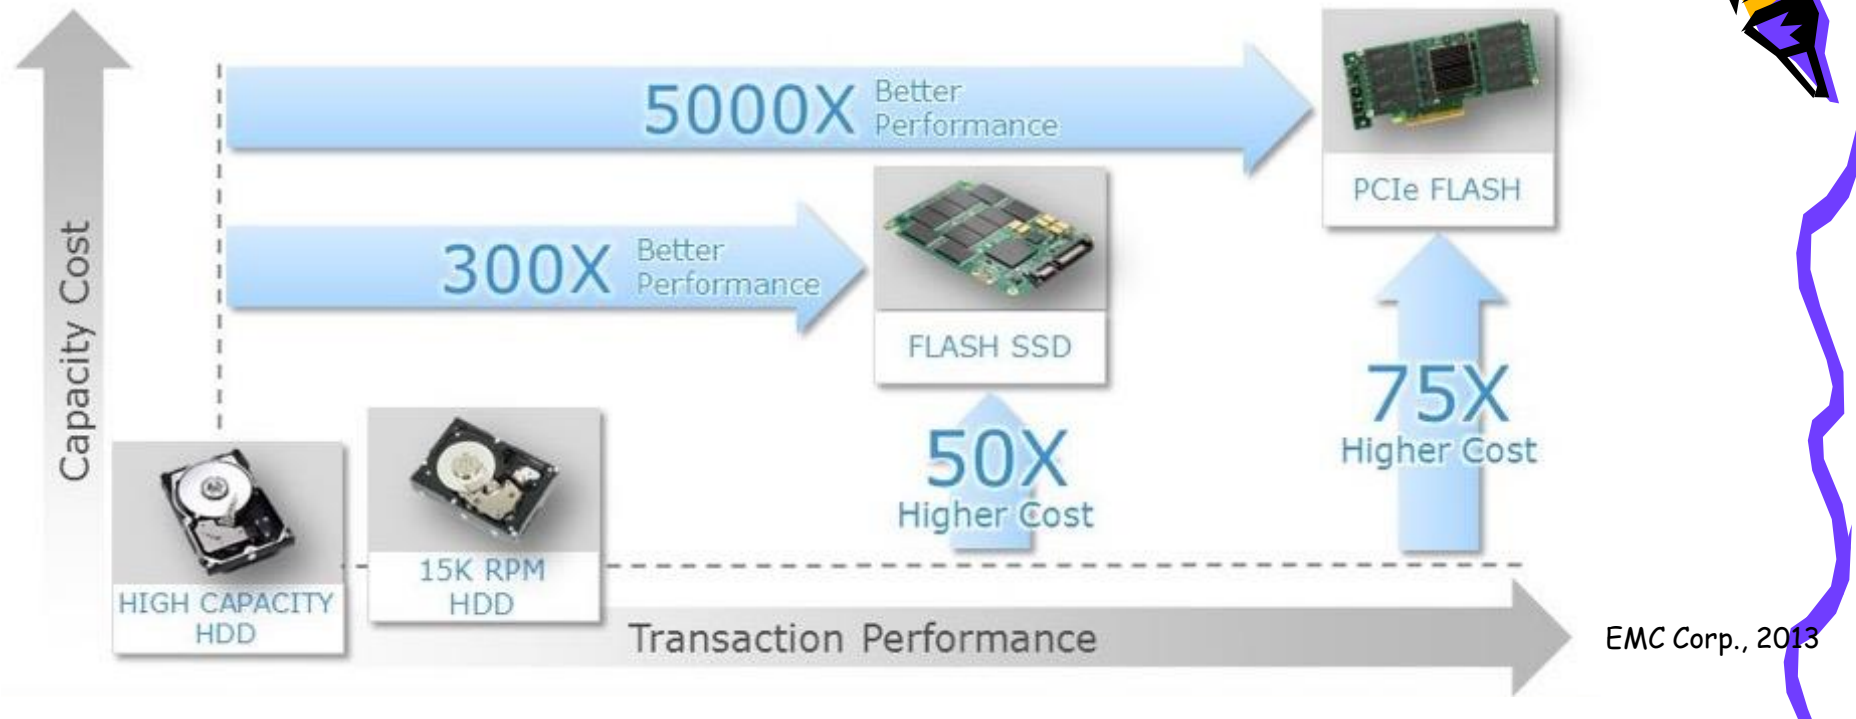 Capacity Cost
5000X
Better
Performance
PCIe FLASH
300X
Better
Performance
FLASH SSD
75X
Higher Cost
50X
Higher Cost
15K RPM
HDD
HIGH CAPACITY
HDD
Transaction Performance
EMC Corp., 2013